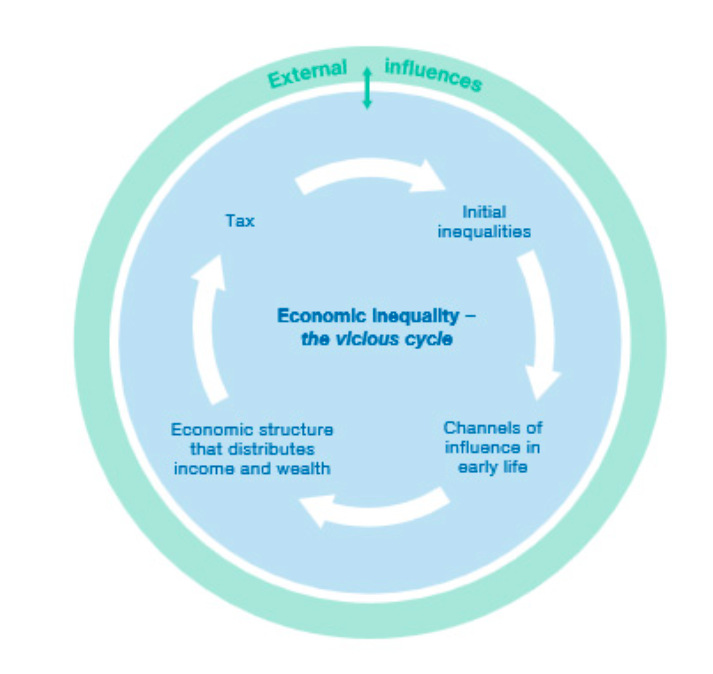 External influences
Tax
Initial
inequalities
Economic inequality –
the vicious cycle
Economic structure
that distributes
income and wealth
Channels of
influence in
early life